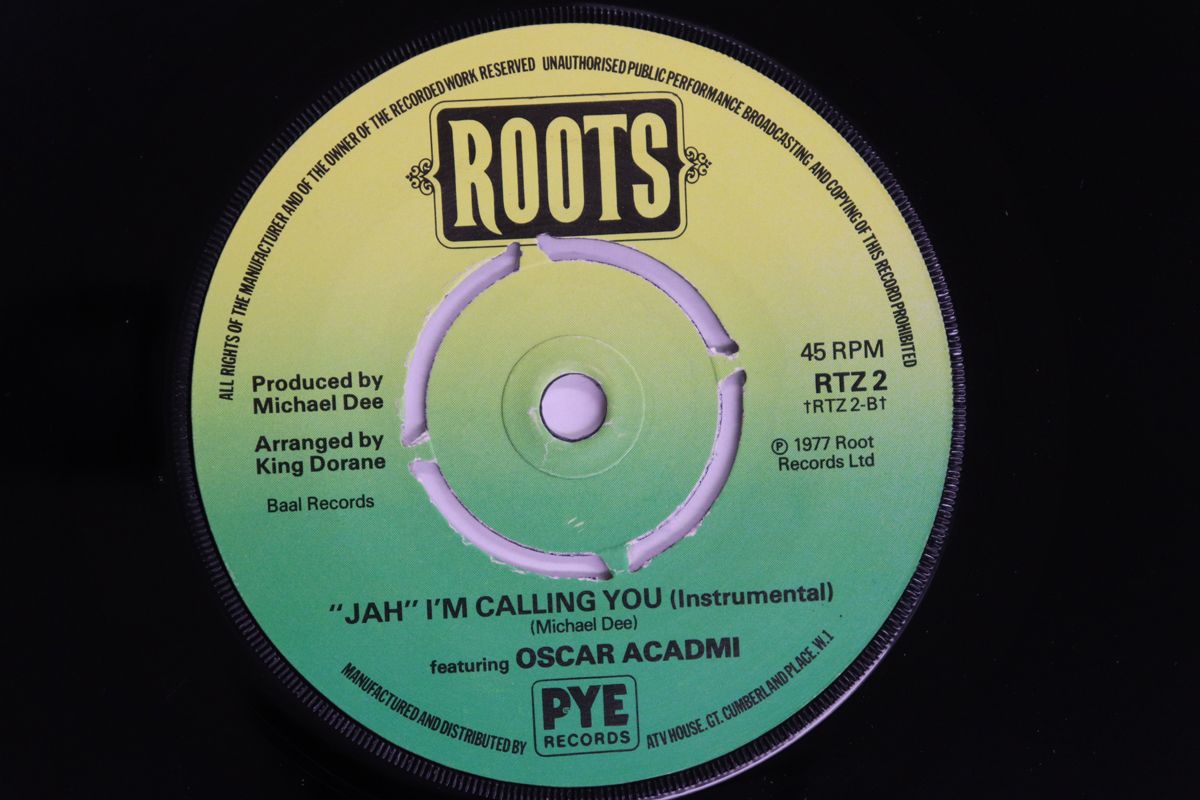 ALL RIGHTS OF THE MANUFACTURER AND OF THE OWNER OF THE RECORDED WORK RESERVED UNAUTHORISED PUBLIC PERFORMANCE BROADCASTING AND COPYING OF THIS RECORD PROHIBITED
ROOTS
Produced by
Michael Dee
Arranged by
King Dorane
Baal Records
45 RPM
RTZ 2
†RTZ 2-B†
℗ 1977 Root
Records Ltd
"JAH" I'M CALLING YOU (Instrumental)
(Michael Dee)
featuring OSCAR ACADMI
MANUFACTURED AND DISTRIBUTED BY
PYE
RECORDS
ATV HOUSE. GT. CUMBERLAND PLACE. W.1